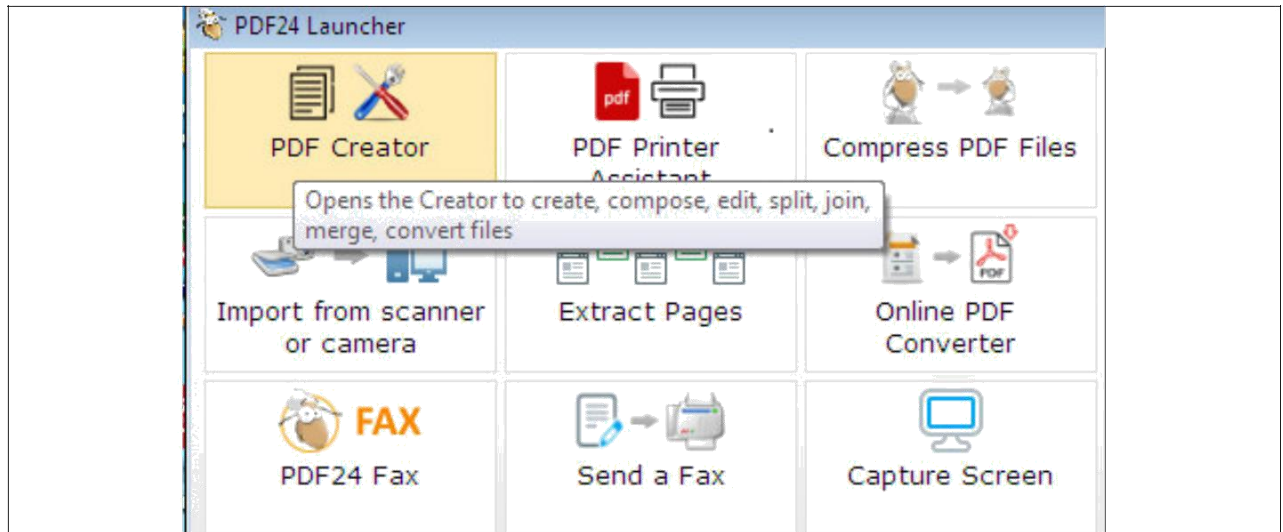 PDF24 Launcher
PDF Creator
pdf
PDF Printer
Assistant
Compress PDF Files
Opens the Creator to create, compose, edit, split, join,
merge, convert files
Import from scanner
or camera
Extract Pages
PDF
Online PDF
Converter
FAX
PDF24 Fax
Send a Fax
Capture Screen